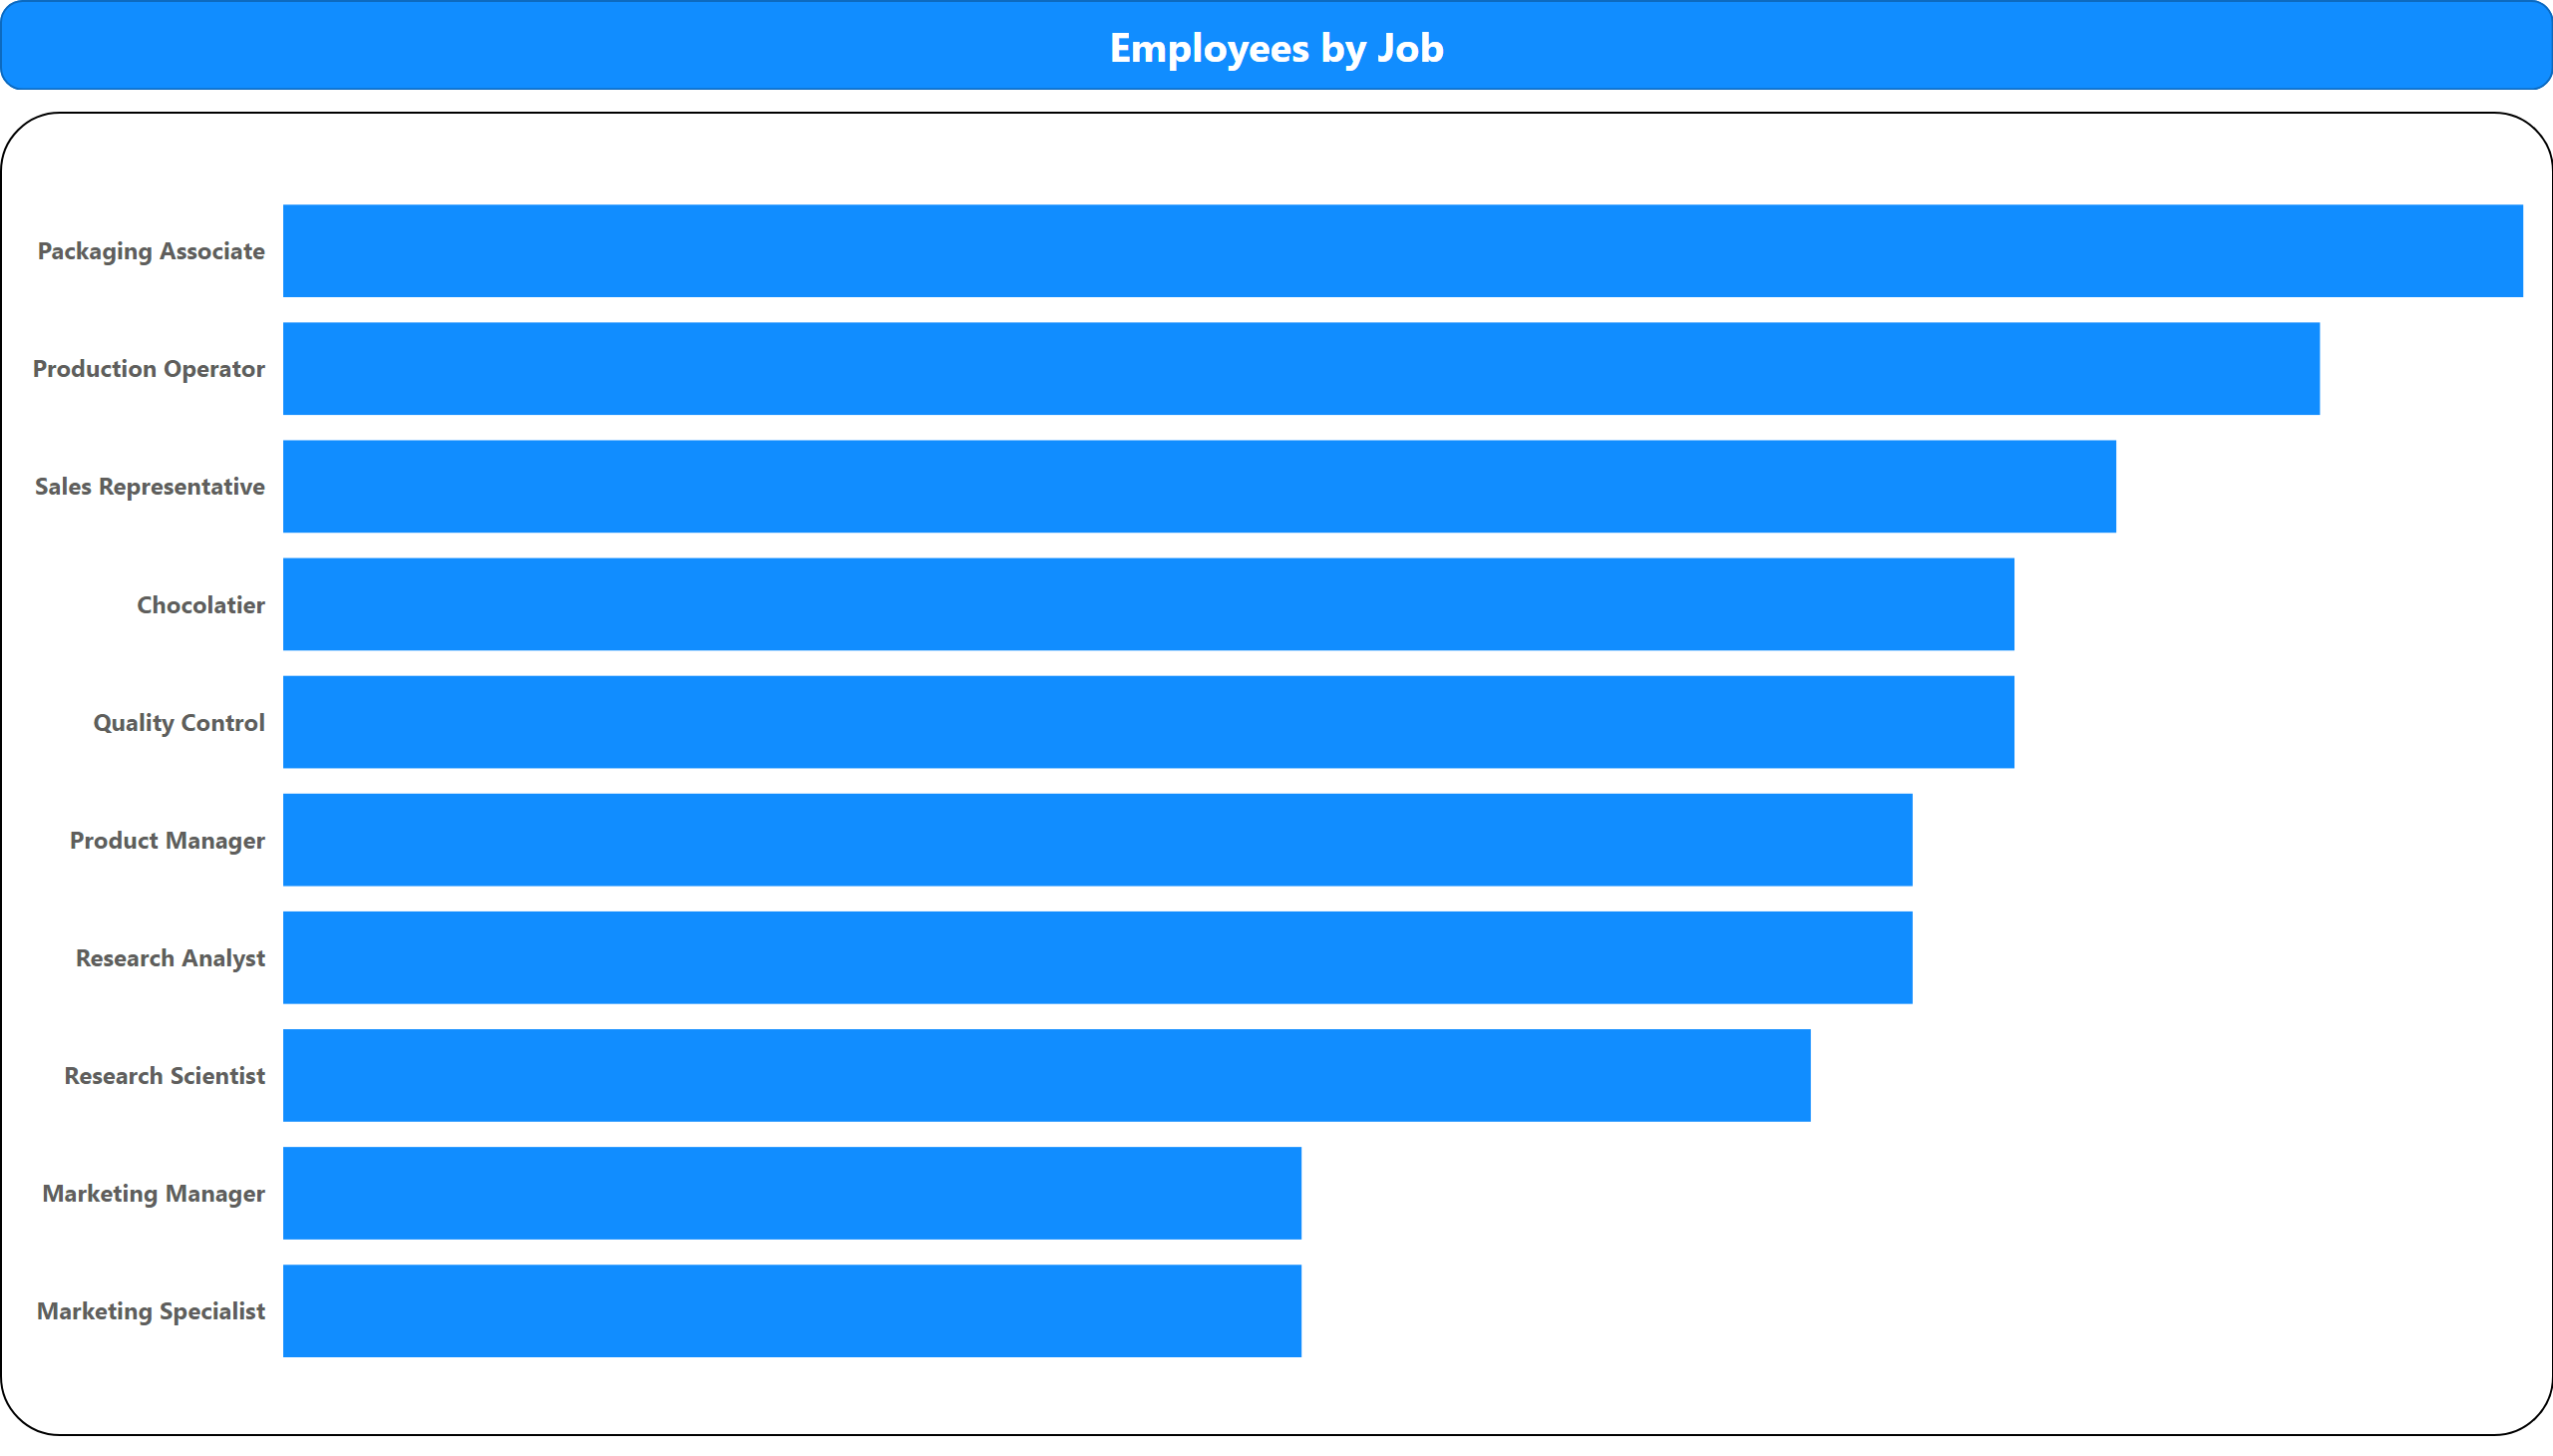 Employees by Job
Packaging Associate
Production Operator
Sales Representative
Chocolatier
Quality Control
Product Manager
Research Analyst
Research Scientist
Marketing Manager
Marketing Specialist